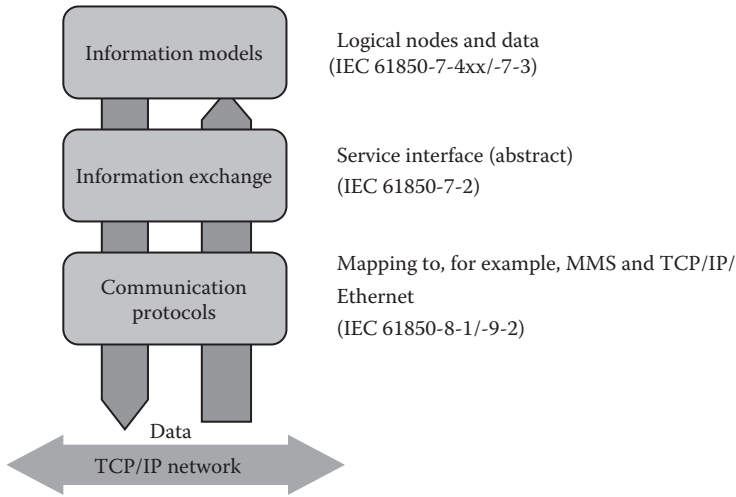 Information models
Logical nodes and data
(IEC 61850-7-4xx/-7-3)
Information exchange
Service interface (abstract)
(IEC 61850-7-2)
Communication
protocols
Mapping to, for example, MMS and TCP/IP/
Ethernet
(IEC 61850-8-1/-9-2)
Data
TCP/IP network